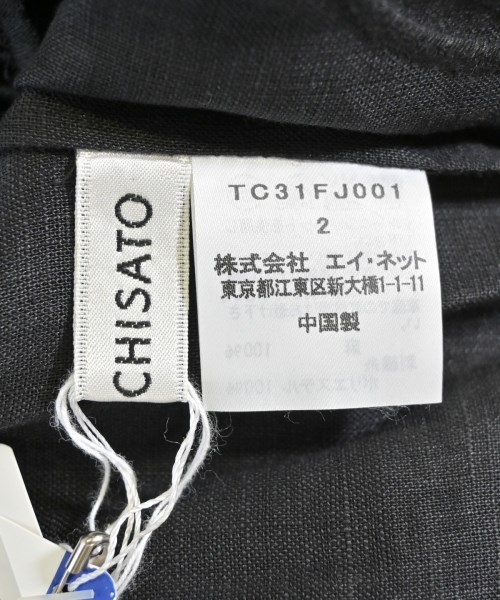 CHISATO
TC31FJ001
2
株式会社 エイ・ネット
東京都江東区新大橋1-1-11
中国製